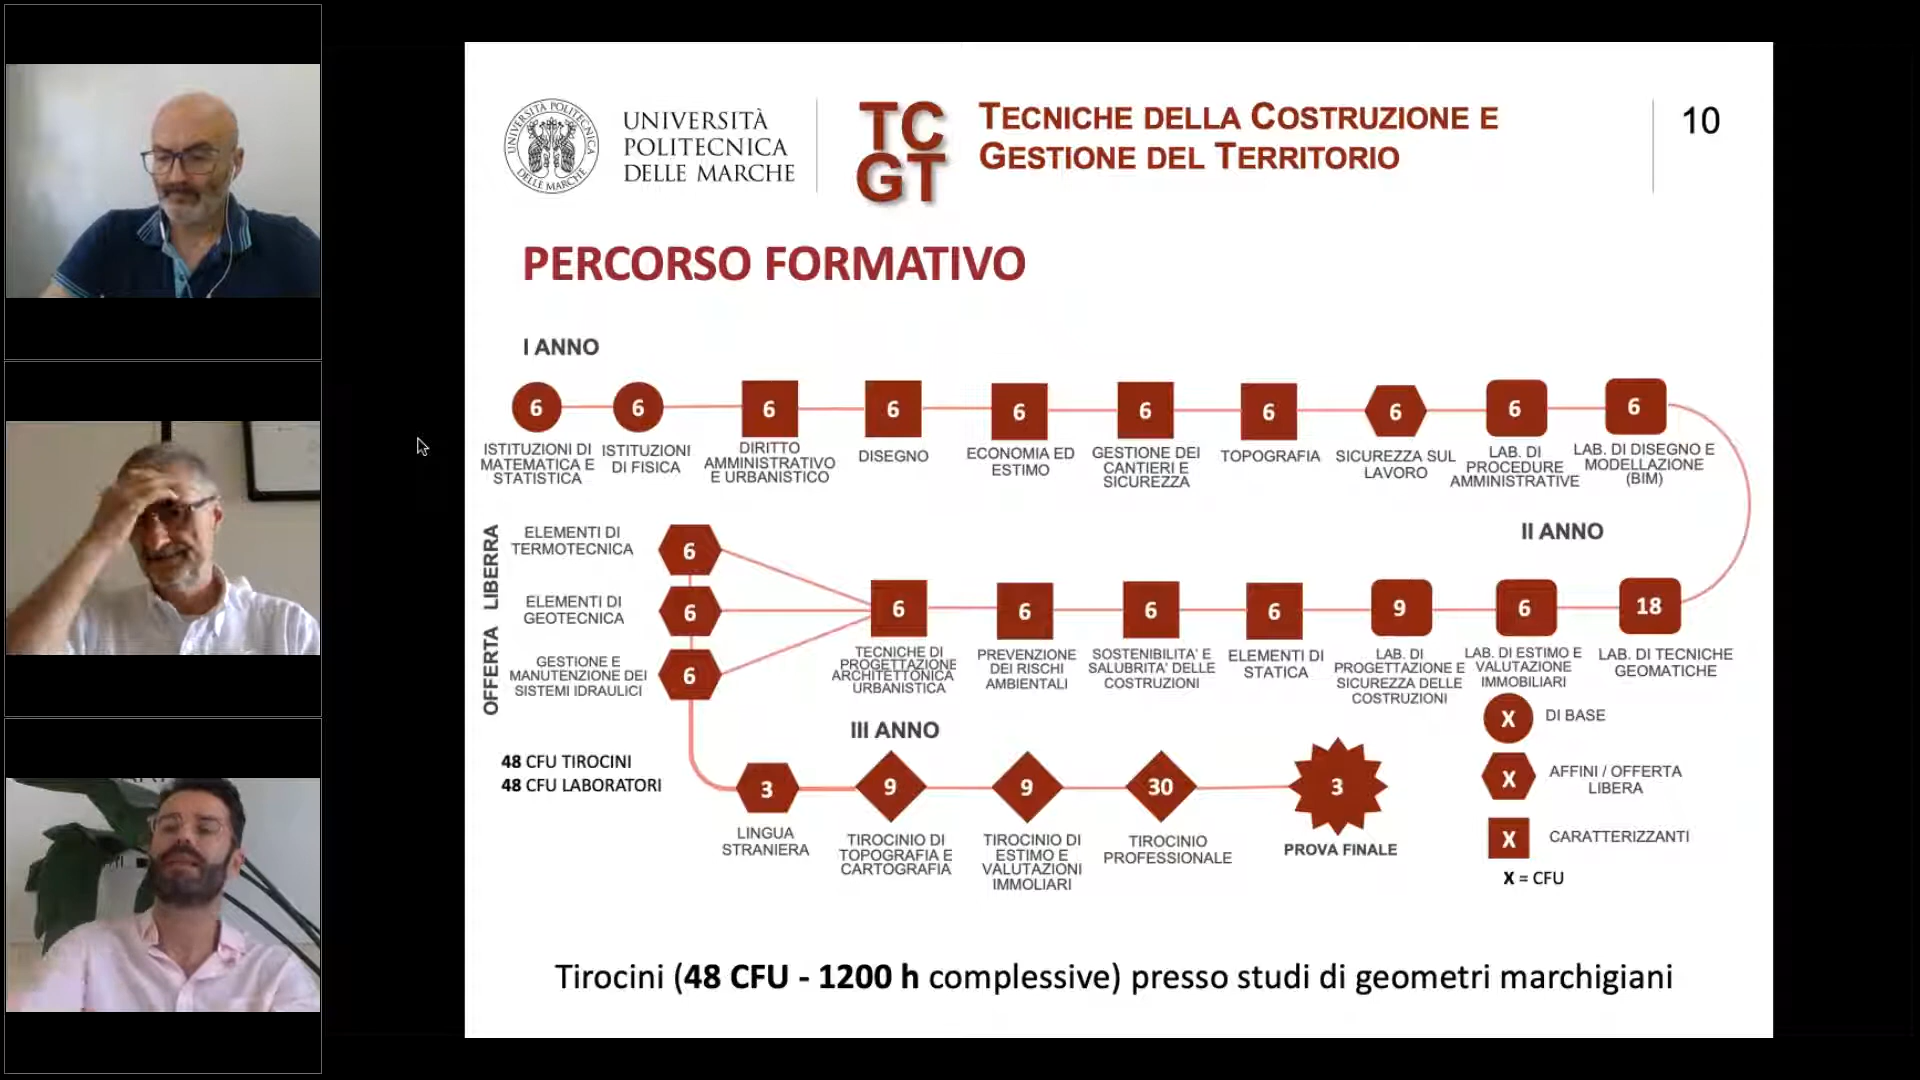 UNIVERSITÀ POLITECNICA
DELLE MARCHE
UNIVERSITÀ
POLITECNICA
DELLE MARCHE
TC
GT
TECNICHE DELLA COSTRUZIONE E
GESTIONE DEL TERRITORIO
10
PERCORSO FORMATIVO
I ANNO
6 6 6 6 6 6 6 6 6 6
ISTITUZIONI DI
MATEMATICA E
STATISTICA
ISTITUZIONI
DI FISICA
DIRITTO
AMMINISTRATIVO
E URBANISTICO
DISEGNO
ECONOMIA ED
ESTIMO
GESTIONE DEI
CANTIERI E
SICUREZZA
TOPOGRAFIA
SICUREZZA SUL
LAVORO
LAB. DI
PROCEDURE
AMMINISTRATIVE
LAB. DI DISEGNO E
MODELLAZIONE
(BIM)
II ANNO
OFFERTA LIBERRA
ELEMENTI DI
TERMOTECNICA
6
ELEMENTI DI
GEOTECNICA
6
GESTIONE E
MANUTENZIONE DEI
SISTEMI IDRAULICI
6
6 6 6 6 9 6 18
TECNICHE DI
PROGETTAZIONE
ARCHITETTONICA
URBANISTICA
PREVENZIONE
DEI RISCHI
AMBIENTALI
SOSTENIBILITA' E
SALUBRITA' DELLE
COSTRUZIONI
ELEMENTI DI
STATICA
LAB. DI
PROGETTAZIONE E
SICUREZZA DELLE
COSTRUZIONI
LAB. DI ESTIMO E
VALUTAZIONE
IMMOBILIARI
LAB. DI TECNICHE
GEOMATICHE
III ANNO
48 CFU TIROCINI
48 CFU LABORATORI
3 9 9 30 3
LINGUA
STRANIERA
TIROCINIO DI
TOPOGRAFIA E
CARTOGRAFIA
TIROCINIO DI
ESTIMO E
VALUTAZIONI
IMMOLIARI
TIROCINIO
PROFESSIONALE
PROVA FINALE
X DI BASE
X AFFINI / OFFERTA
LIBERA
X CARATTERIZZANTI
X = CFU
Tirocini (48 CFU - 1200 h complessive) presso studi di geometri marchigiani